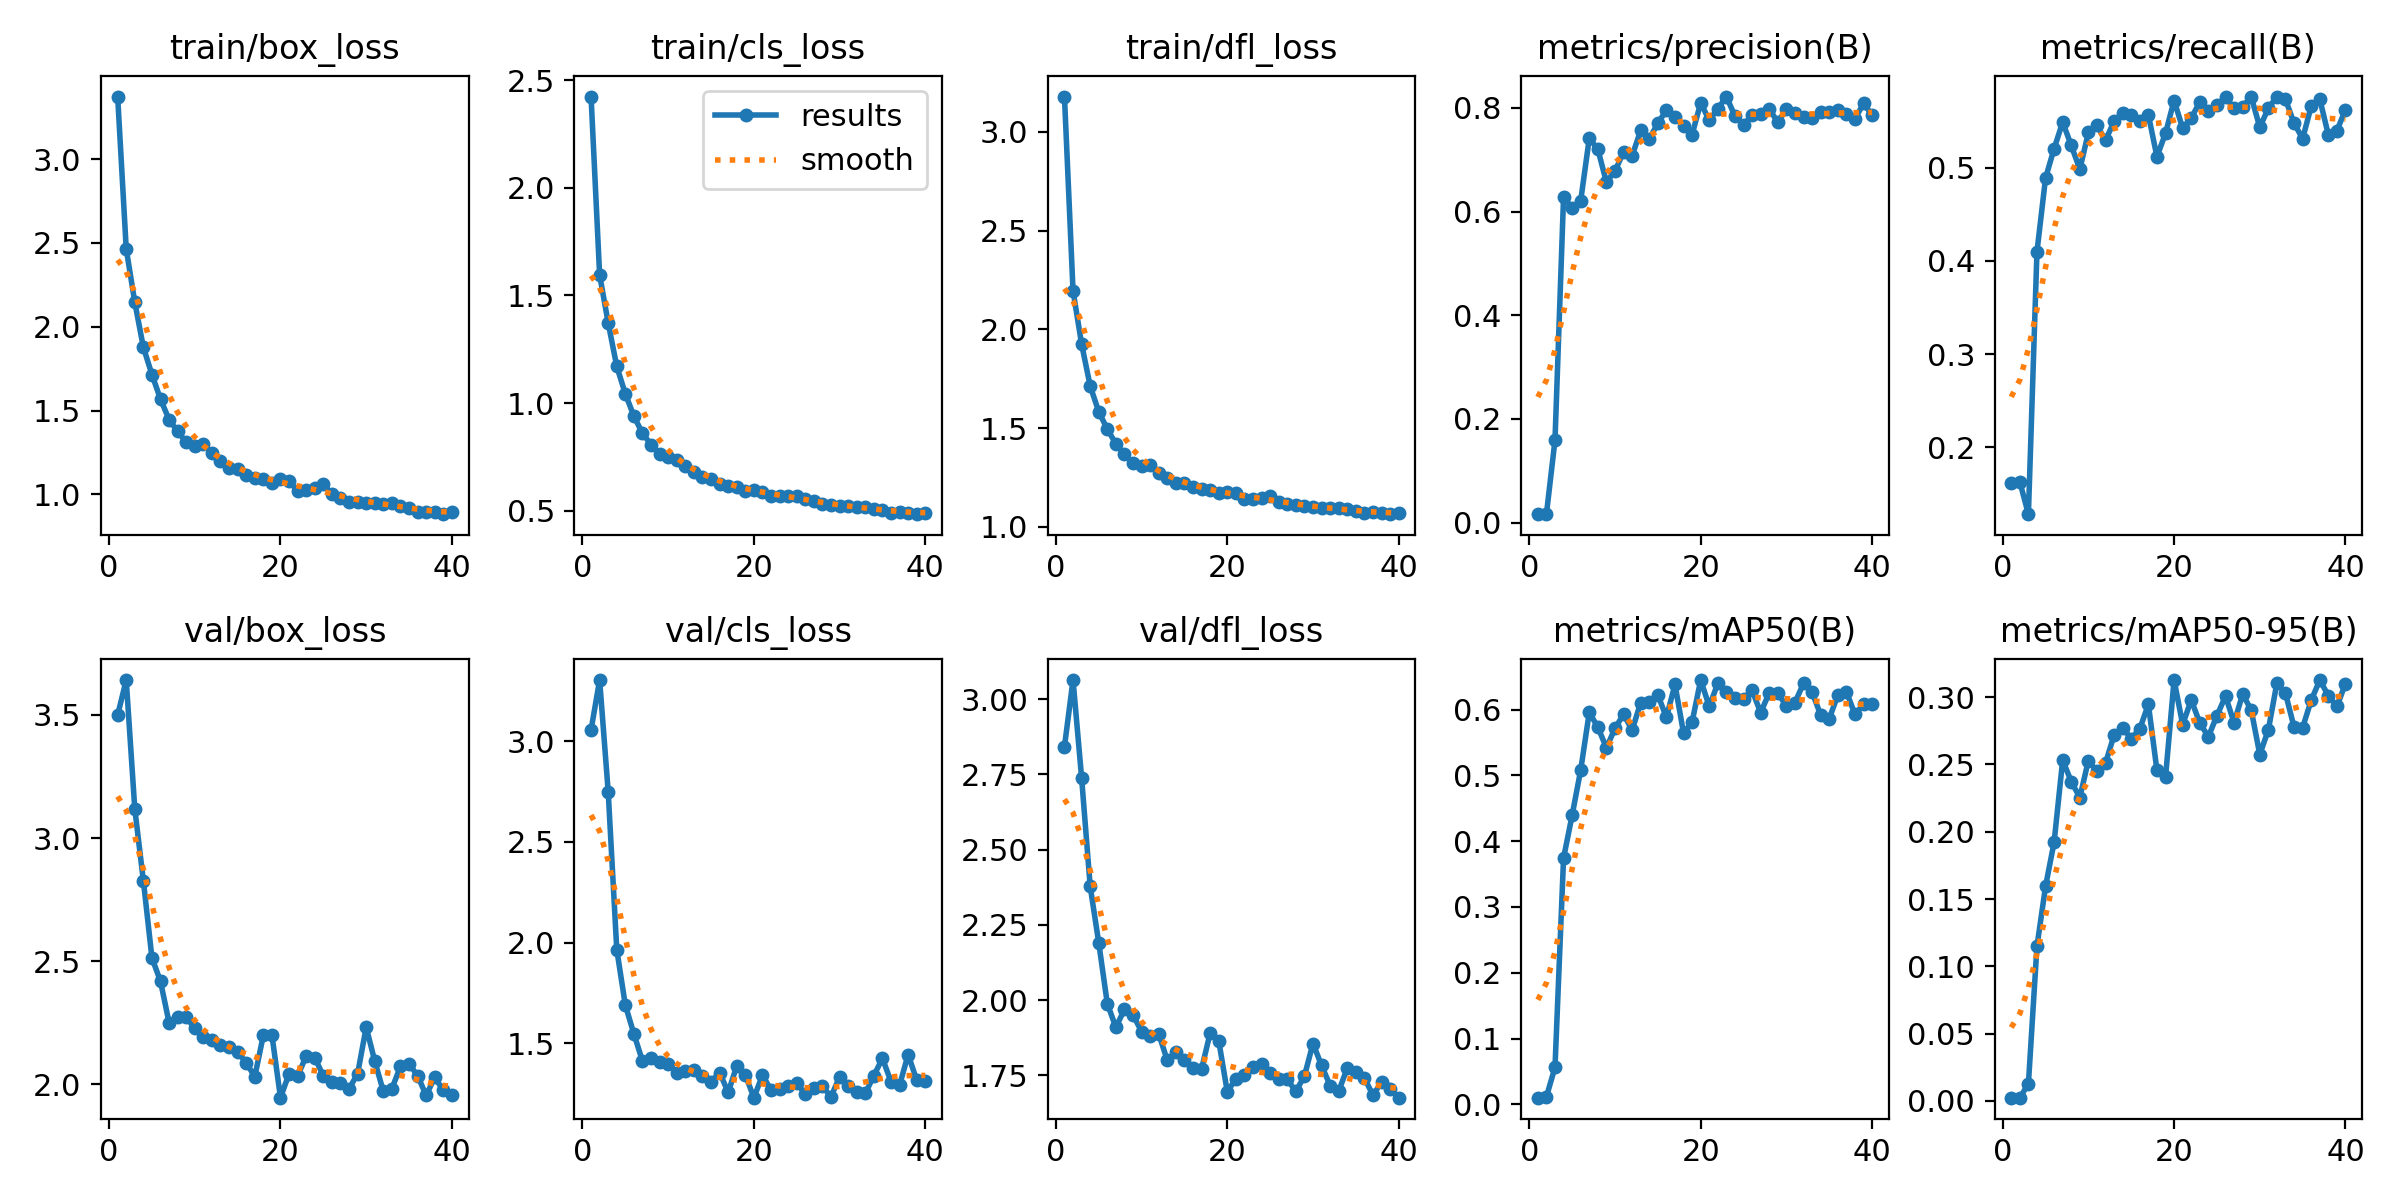 train/box_loss
3.0
2.5
2.0
1.5
1.0
0 20 40
train/cls_loss
results
smooth
2.5
2.0
1.5
1.0
0.5
0 20 40
train/dfl_loss
3.0
2.5
2.0
1.5
1.0
0 20 40
metrics/precision(B)
0.8
0.6
0.4
0.2
0.0
0 20 40
metrics/recall(B)
0.5
0.4
0.3
0.2
0 20 40
val/box_loss
3.5
3.0
2.5
2.0
0 20 40
val/cls_loss
3.0
2.5
2.0
1.5
0 20 40
val/dfl_loss
3.00
2.75
2.50
2.25
2.00
1.75
0 20 40
metrics/mAP50(B)
0.6
0.5
0.4
0.3
0.2
0.1
0.0
0 20 40
metrics/mAP50-95(B)
0.30
0.25
0.20
0.15
0.10
0.05
0.00
0 20 40